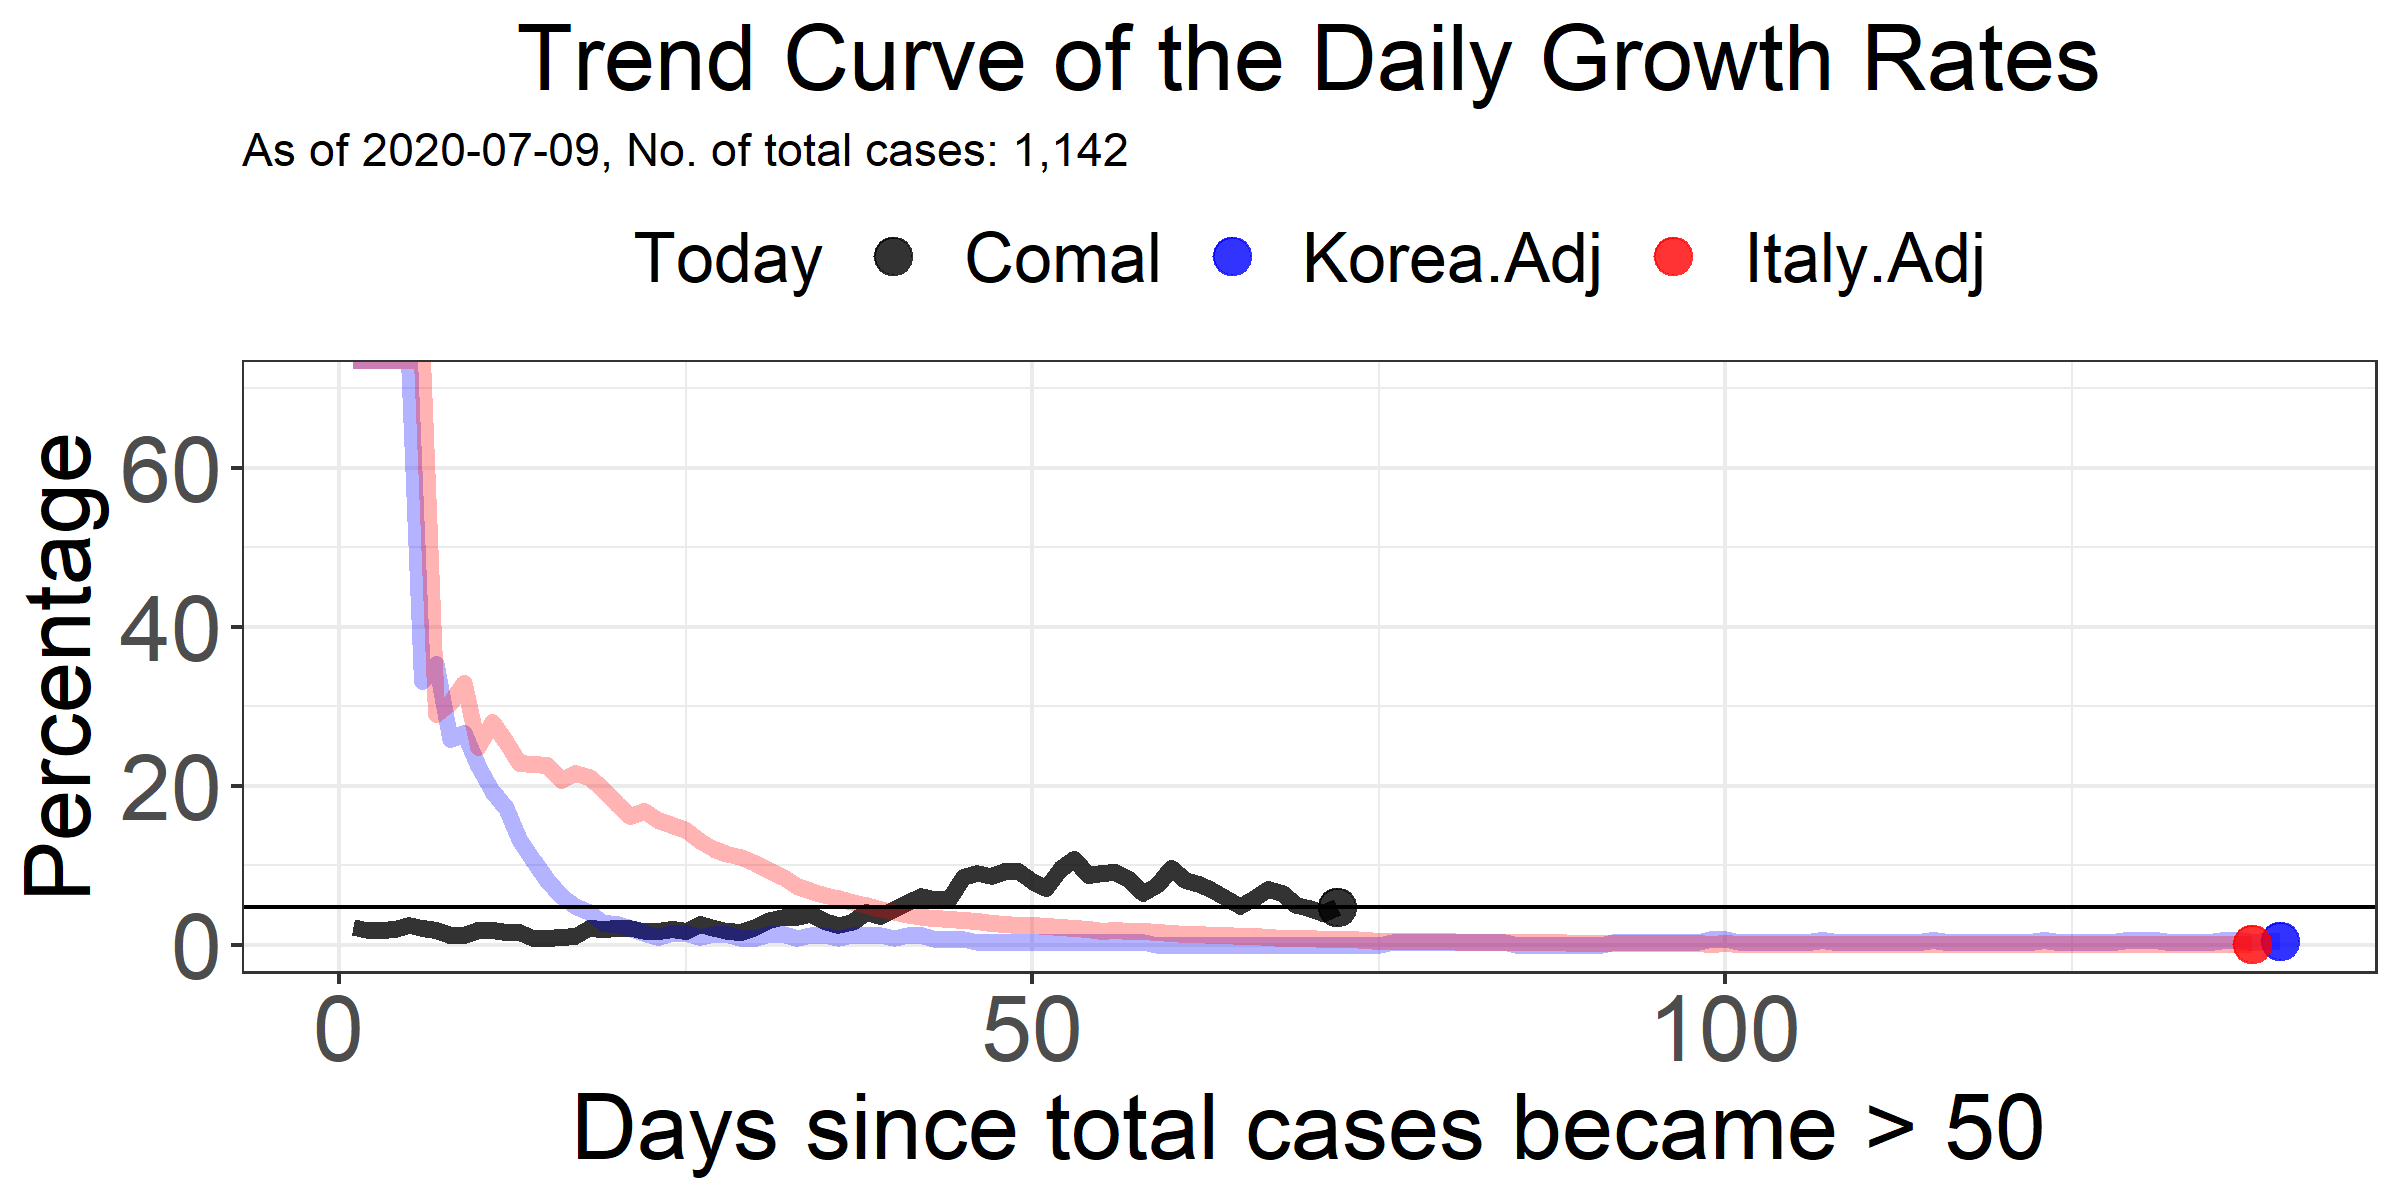 Trend Curve of the Daily Growth Rates
As of 2020-07-09, No. of total cases: 1,142
Today Comal Korea.Adj Italy.Adj
Percentage
60
40
20
0
0 50 100
Days since total cases became > 50